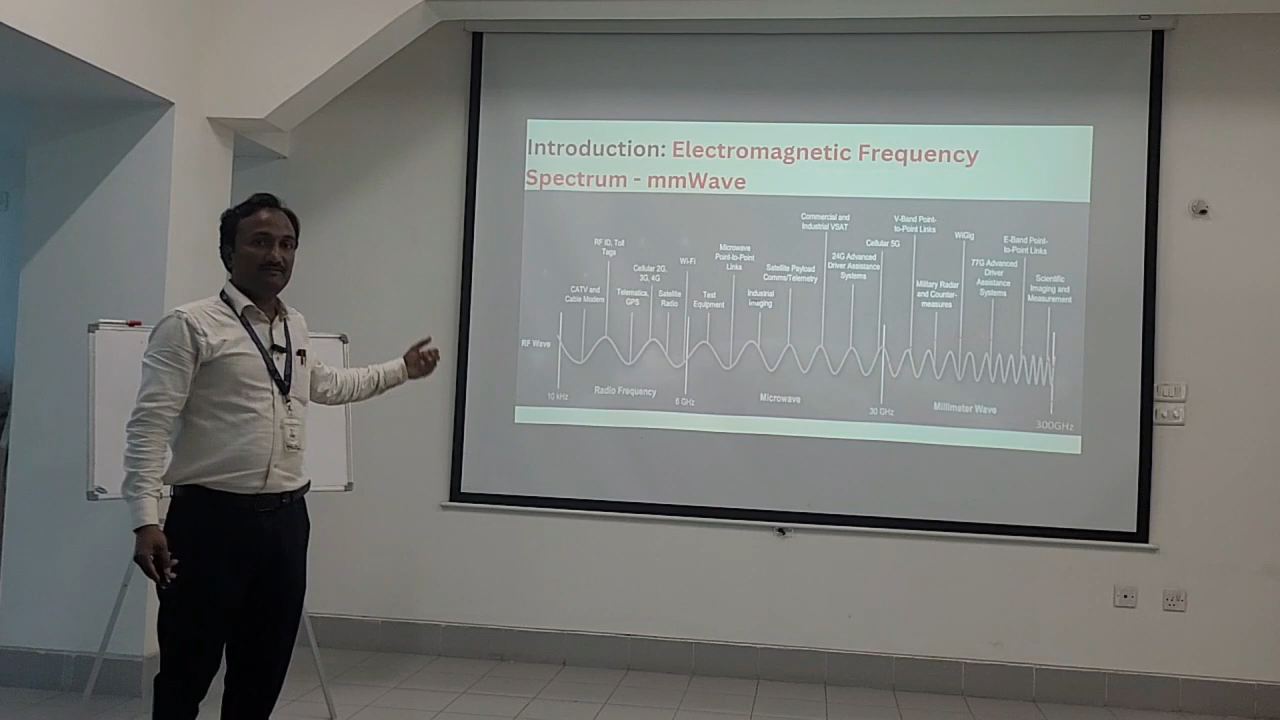 Introduction: Electromagnetic Frequency
Spectrum - mmWave
Commercial and
Industrial VSAT
V-Band Point-
to-Point Links
RF ID, Toll
Tags
Microwave
Point-to-Point
Links
Cellular 5G
WiGig
E-Band Point-
to-Point Links
Wi-Fi
Cellular 2G,
3G, 4G
Satellite Payload
Comms/Telemetry
24G Advanced
Driver Assistance
Systems
77G Advanced
Driver
Assistance
Systems
CATV and
Cable Modem
Telematics,
GPS
Satellite
Radio
Test
Equipment
Industrial
Imaging
Military Radar
and Counter-
measures
Scientific
Imaging and
Measurement
RF Wave
10 kHz
Radio Frequency
6 GHz
Microwave
30 GHz
Millimeter Wave
300GHz